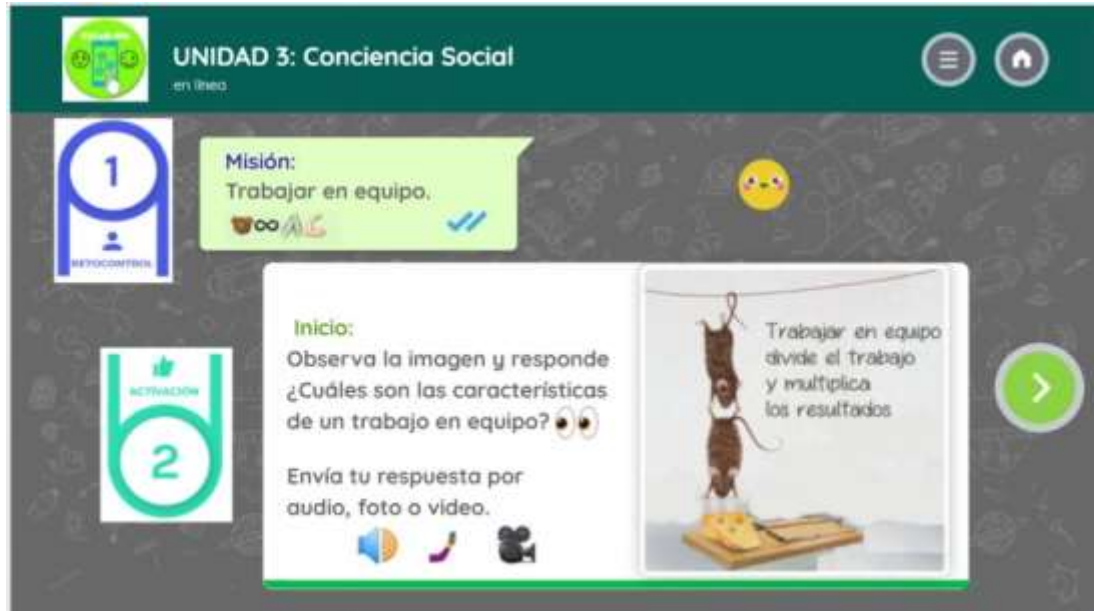 UNIDAD 3: Conciencia Social
en línea
1
RETOCONTROL
Misión:
Trabajar en equipo.
ACTIVACIÓN
2
Inicio:
Observa la imagen y responde
¿Cuáles son las características
de un trabajo en equipo?
Envía tu respuesta por
audio, foto o video.
Trabajar en equipo
divide el trabajo
y multiplica
los resultados